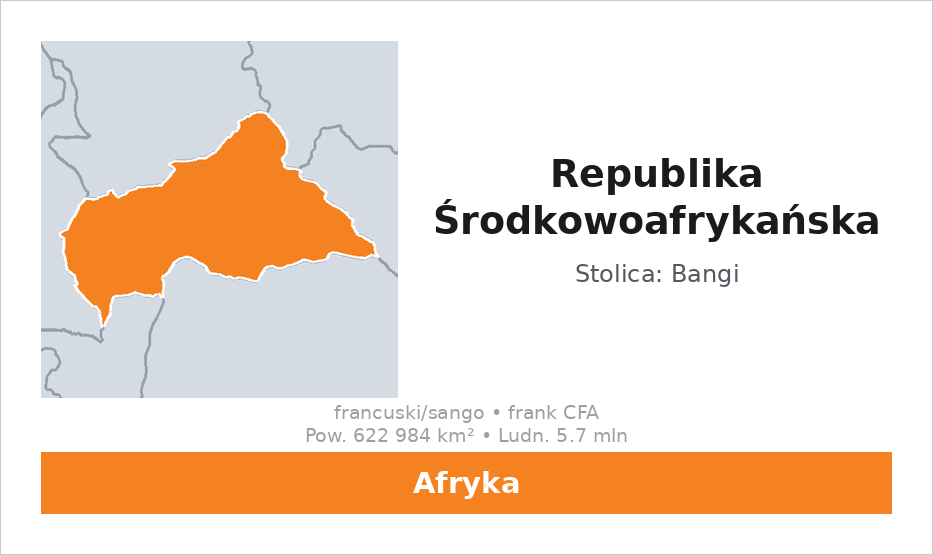 Republika
Środkowoafrykańska
Stolica: Bangi
francuski/sango • frank CFA
Pow. 622 984 km² • Ludn. 5.7 mln
Afryka